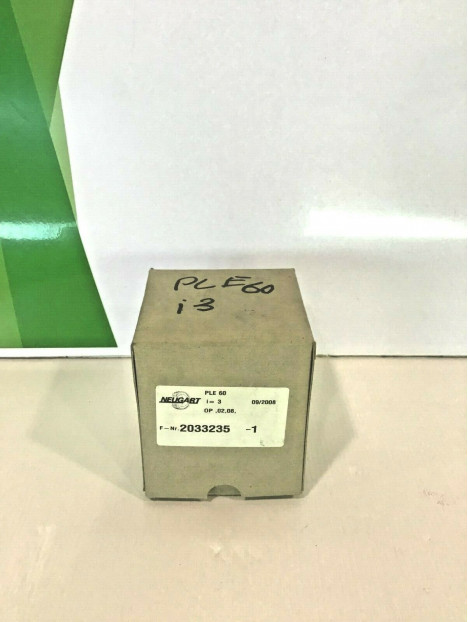 PLE 60
i 3
NEUGART
PLE 60
i= 3
09/2008
OP ,02,08,
F-Nr. 2033235 -1